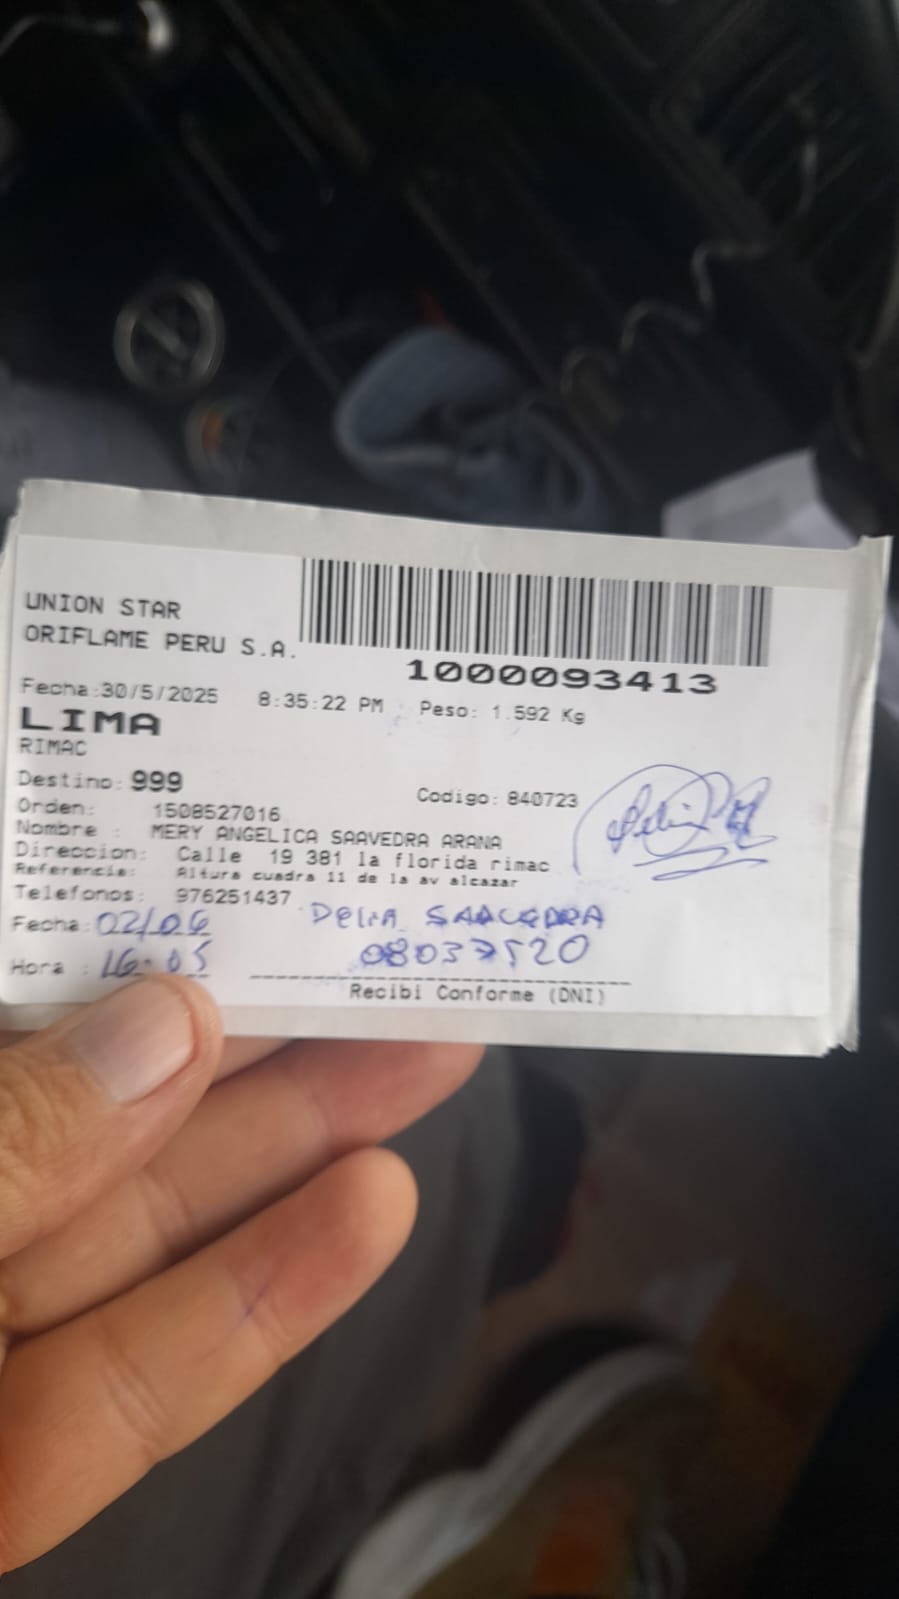 UNION STAR
ORIFLAME PERU S.A.
1000093413
Fecha:30/5/2025 8:35:22 PM Peso: 1.592 Kg
LIMA
RIMAC
Destino: 999
Codigo: 840723
Orden: 1508527016
Nombre : MERY ANGELICA SAAVEDRA ARANA
Direccion: Calle 19 381 la florida rimac
Referencia: Altura cuadra 11 de la av alcazar
Telefonos: 976251437
Fecha: 02/06 DELIA SAAVEDRA
Hora : 16:05 08037520
Recibi Conforme (DNI)